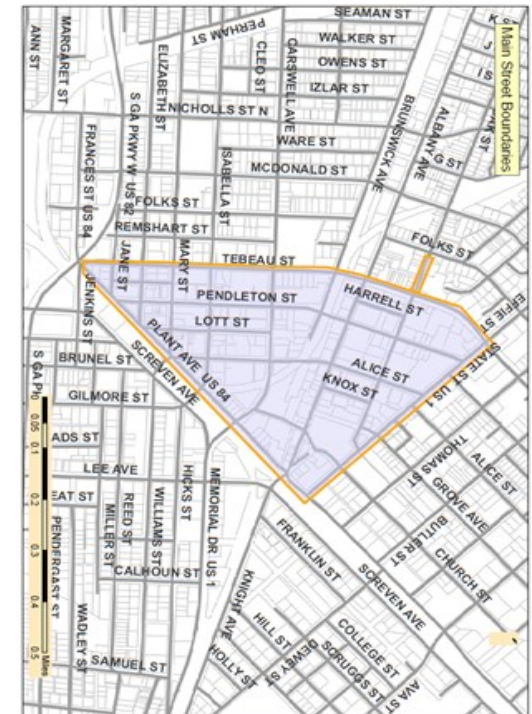 Main Street Boundaries
SEAMAN ST
PERHAM ST
WALKER ST
OWENS ST
IZLAR ST
ANN ST
MARGARET ST
ELIZABETH ST
CLEO ST
CARSWELL AVE
S GA PKWY W US 82
NICHOLLS ST N
BRUNSWICK AVE
ALBANY AVE
G ST
WARE ST
MCDONALD ST
ISABELLA ST
FRANCES ST US 84
FOLKS ST
REMSHART ST
TEBEAU ST
FOLKS ST
JANE ST
MARY ST
PENDLETON ST
HARRELL ST
EFFIE ST
JENKINS ST
LOTT ST
PLANT AVE US 84
ALICE ST
KNOX ST
STATE ST US 1
SCREVEN AVE
BRUNEL ST
GILMORE ST
ADS ST
LEE AVE
EAT ST
HICKS ST
MEMORIAL DR US 1
REED ST
MILLER ST
WILLIAMS ST
CALHOUN ST
PENDERGAST ST
WADLEY ST
SAMUEL ST
THOMAS ST
ALICE ST
GROVE AVE
BUTLER ST
CHURCH ST
FRANKLIN ST
SCREVEN AVE
KNIGHT AVE
HILL ST
HOLLY ST
DEWEY ST
COLLEGE ST
SCRUGGS ST
AVA ST
S GA P
0
0.05
0.1
0.2
0.3
0.4
0.5
Miles